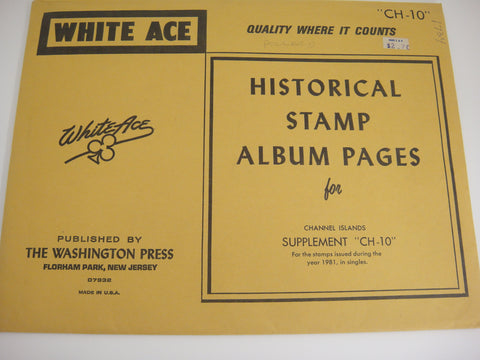 WHITE ACE
QUALITY WHERE IT COUNTS
"CH-10"
HISTORICAL
STAMP
ALBUM PAGES
for
CHANNEL ISLANDS
SUPPLEMENT "CH-10"
For the stamps issued during the
year 1981, in singles.
White Ace
PUBLISHED BY
THE WASHINGTON PRESS
FLORHAM PARK, NEW JERSEY
07932
MADE IN U.S.A.